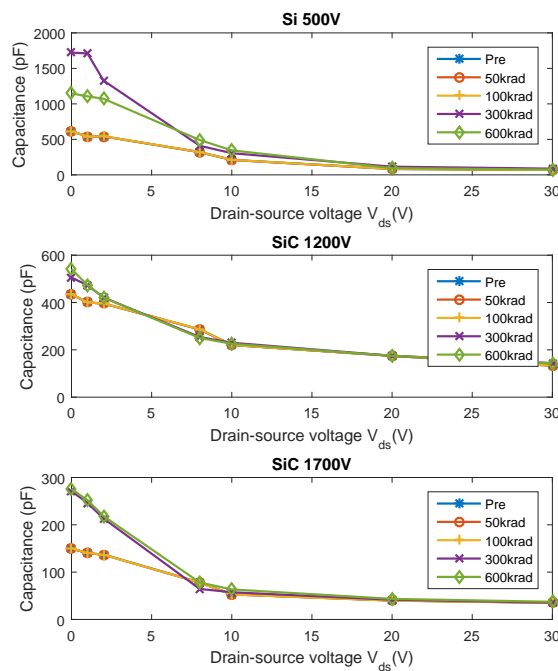 Si 500V
2000
1500
1000
500
0
Capacitance (pF)
0 5 10 15 20 25 30
Drain-source voltage Vds(V)
Pre
50krad
100krad
300krad
600krad
SiC 1200V
600
400
200
0
Capacitance (pF)
0 5 10 15 20 25 30
Drain-source voltage Vds(V)
Pre
50krad
100krad
300krad
600krad
SiC 1700V
300
200
100
0
Capacitance (pF)
0 5 10 15 20 25 30
Drain-source voltage Vds(V)
Pre
50krad
100krad
300krad
600krad